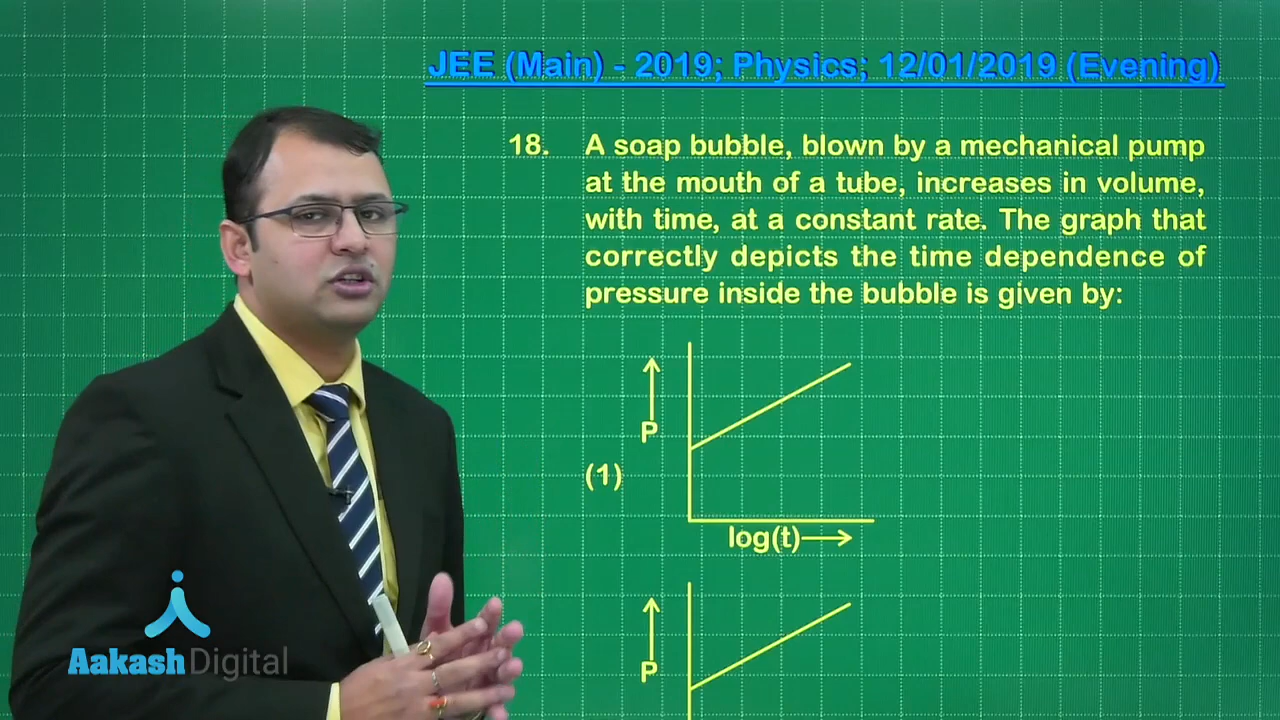 JEE (Main) - 2019; Physics; 12/01/2019 (Evening)
18. A soap bubble, blown by a mechanical pump
at the mouth of a tube, increases in volume,
with time, at a constant rate. The graph that
correctly depicts the time dependence of
pressure inside the bubble is given by:
P
(1)
log(t)
P
Aakash Digital